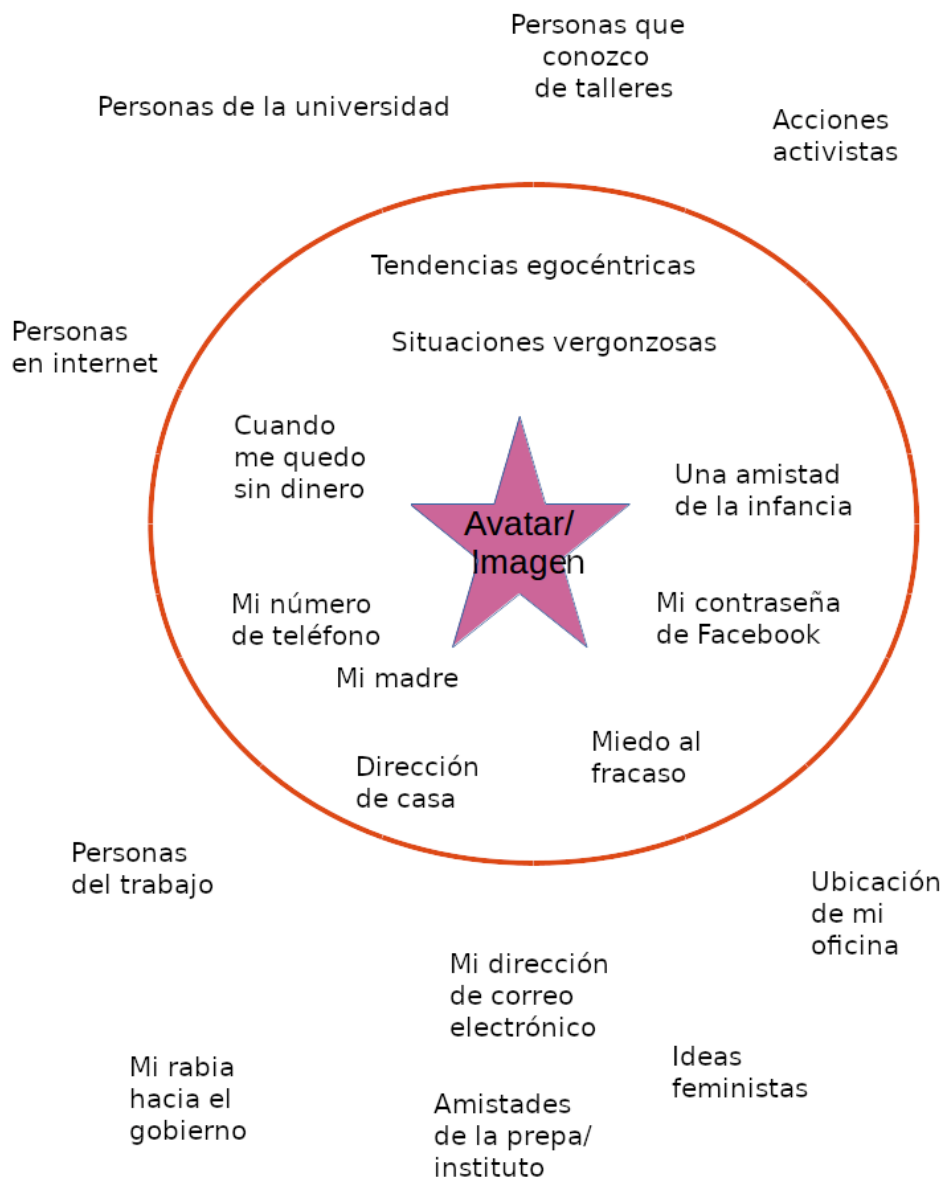 Personas que
conozco
de talleres
Personas de la universidad
Acciones
activistas
Tendencias egocéntricas
Personas
en internet
Situaciones vergonzosas
Cuando
me quedo
sin dinero
Una amistad
de la infancia
Avatar/
Imagen
Mi número
de teléfono
Mi contraseña
de Facebook
Mi madre
Miedo al
fracaso
Dirección
de casa
Personas
del trabajo
Ubicación
de mi
oficina
Mi dirección
de correo
electrónico
Mi rabia
hacia el
gobierno
Ideas
feministas
Amistades
de la prepa/
instituto